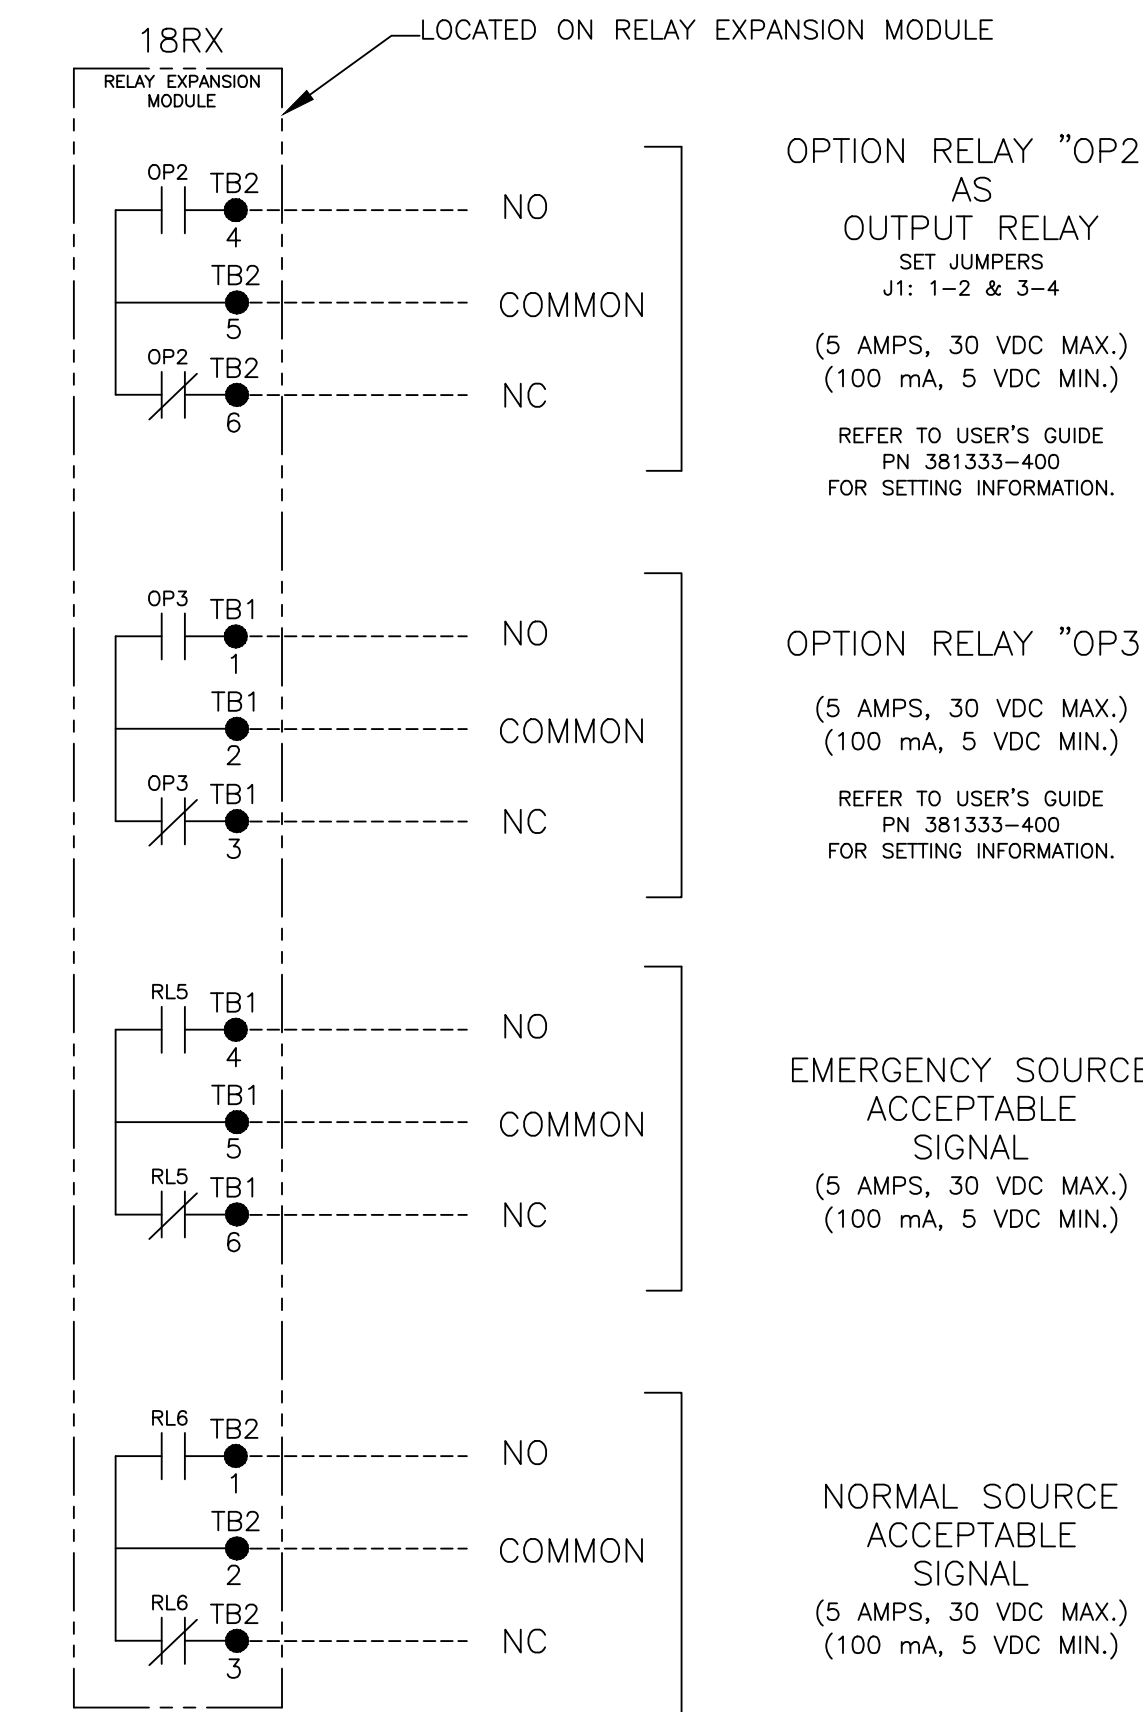 18RX
LOCATED ON RELAY EXPANSION MODULE
RELAY EXPANSION
MODULE
OP2 TB2
4
NO
TB2
5
COMMON
OP2 TB2
6
NC
OPTION RELAY "OP2
AS
OUTPUT RELAY
SET JUMPERS
J1: 1-2 & 3-4
(5 AMPS, 30 VDC MAX.)
(100 mA, 5 VDC MIN.)
REFER TO USER'S GUIDE
PN 381333-400
FOR SETTING INFORMATION.
OP3 TB1
1
NO
TB1
2
COMMON
OP3 TB1
3
NC
OPTION RELAY "OP3
(5 AMPS, 30 VDC MAX.)
(100 mA, 5 VDC MIN.)
REFER TO USER'S GUIDE
PN 381333-400
FOR SETTING INFORMATION.
RL5 TB1
4
NO
TB1
5
COMMON
RL5 TB1
6
NC
EMERGENCY SOURCE
ACCEPTABLE
SIGNAL
(5 AMPS, 30 VDC MAX.)
(100 mA, 5 VDC MIN.)
RL6 TB2
1
NO
TB2
2
COMMON
RL6 TB2
3
NC
NORMAL SOURCE
ACCEPTABLE
SIGNAL
(5 AMPS, 30 VDC MAX.)
(100 mA, 5 VDC MIN.)